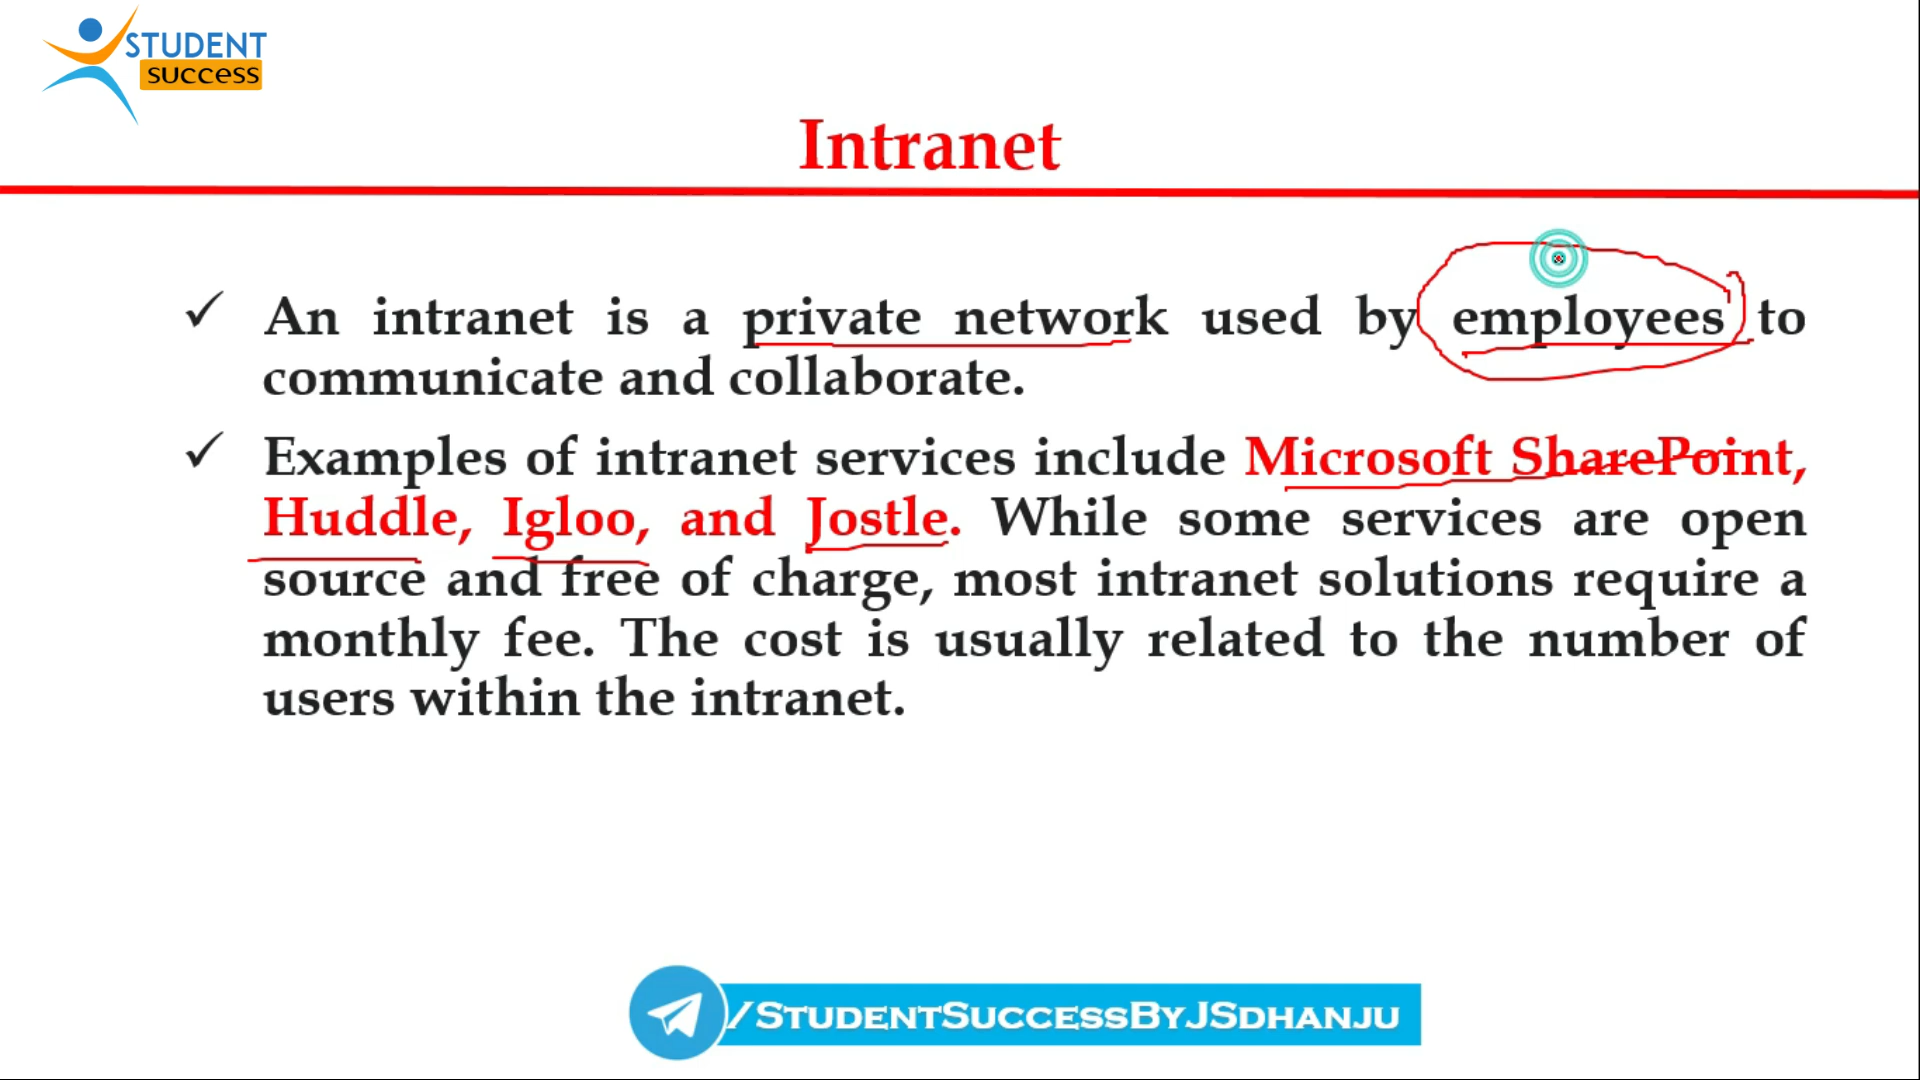 STUDENT
success
Intranet
✓ An intranet is a private network used by employees to
communicate and collaborate.
✓ Examples of intranet services include Microsoft SharePoint,
Huddle, Igloo, and Jostle. While some services are open
source and free of charge, most intranet solutions require a
monthly fee. The cost is usually related to the number of
users within the intranet.
/StudentSuccessByJSdhanju